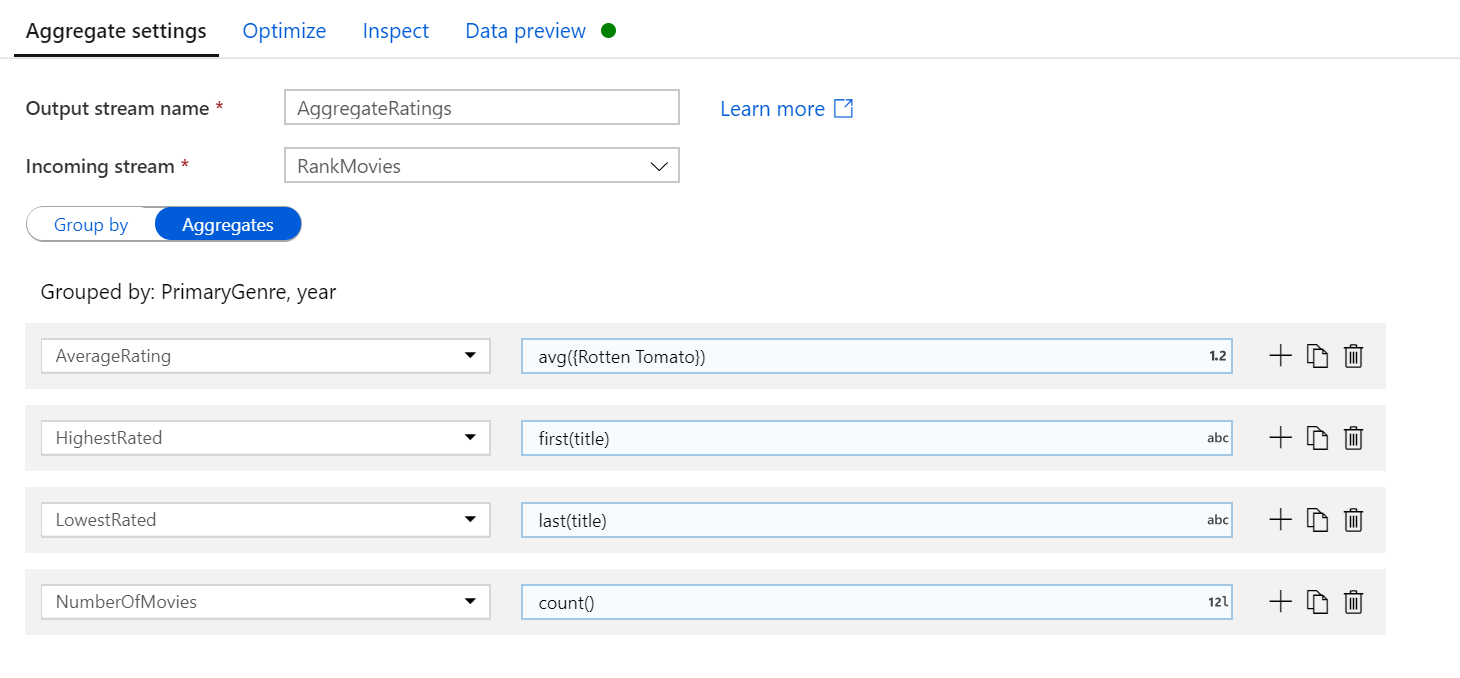 Aggregate settings Optimize Inspect Data preview
Output stream name * AggregateRatings Learn more
Incoming stream * RankMovies
Group by Aggregates
Grouped by: PrimaryGenre, year
AverageRating avg({Rotten Tomato}) 1.2
HighestRated first(title) abc
LowestRated last(title) abc
NumberOfMovies count() 12l